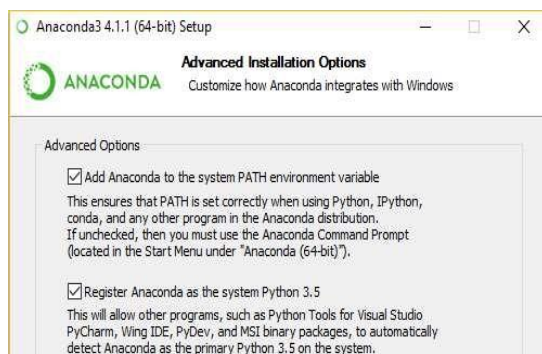 Anaconda3 4.1.1 (64-bit) Setup
ANACONDA
Advanced Installation Options
Customize how Anaconda integrates with Windows
Advanced Options
Add Anaconda to the system PATH environment variable
This ensures that PATH is set correctly when using Python, IPython,
conda, and any other program in the Anaconda distribution.
If unchecked, then you must use the Anaconda Command Prompt
(located in the Start Menu under "Anaconda (64-bit)").
Register Anaconda as the system Python 3.5
This will allow other programs, such as Python Tools for Visual Studio
PyCharm, Wing IDE, PyDev, and MSI binary packages, to automatically
detect Anaconda as the primary Python 3.5 on the system.